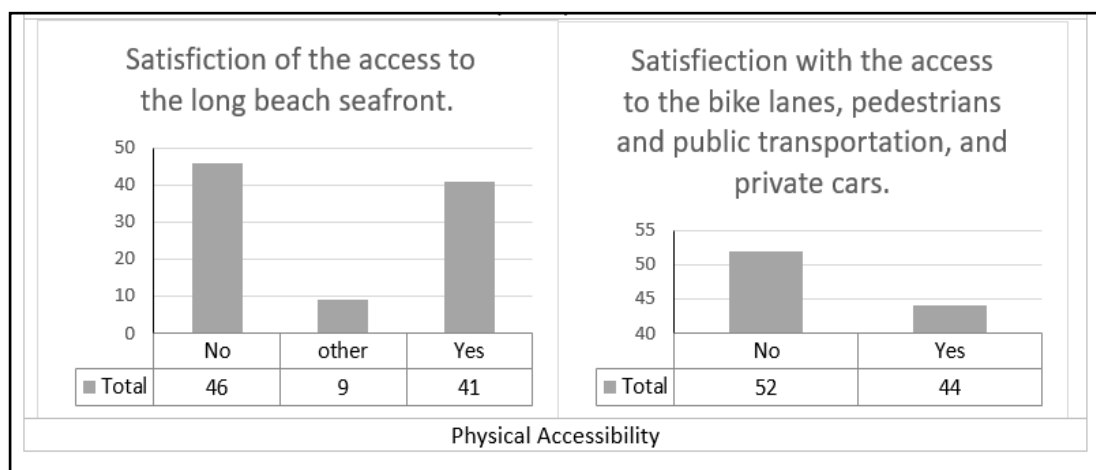 Satisfiction of the access to
the long beach seafront.
50
40
30
20
10
0
No other Yes
Total 46 9 41
Satisfiection with the access
to the bike lanes, pedestrians
and public transportation, and
private cars.
55
50
45
40
No Yes
Total 52 44
Physical Accessibility